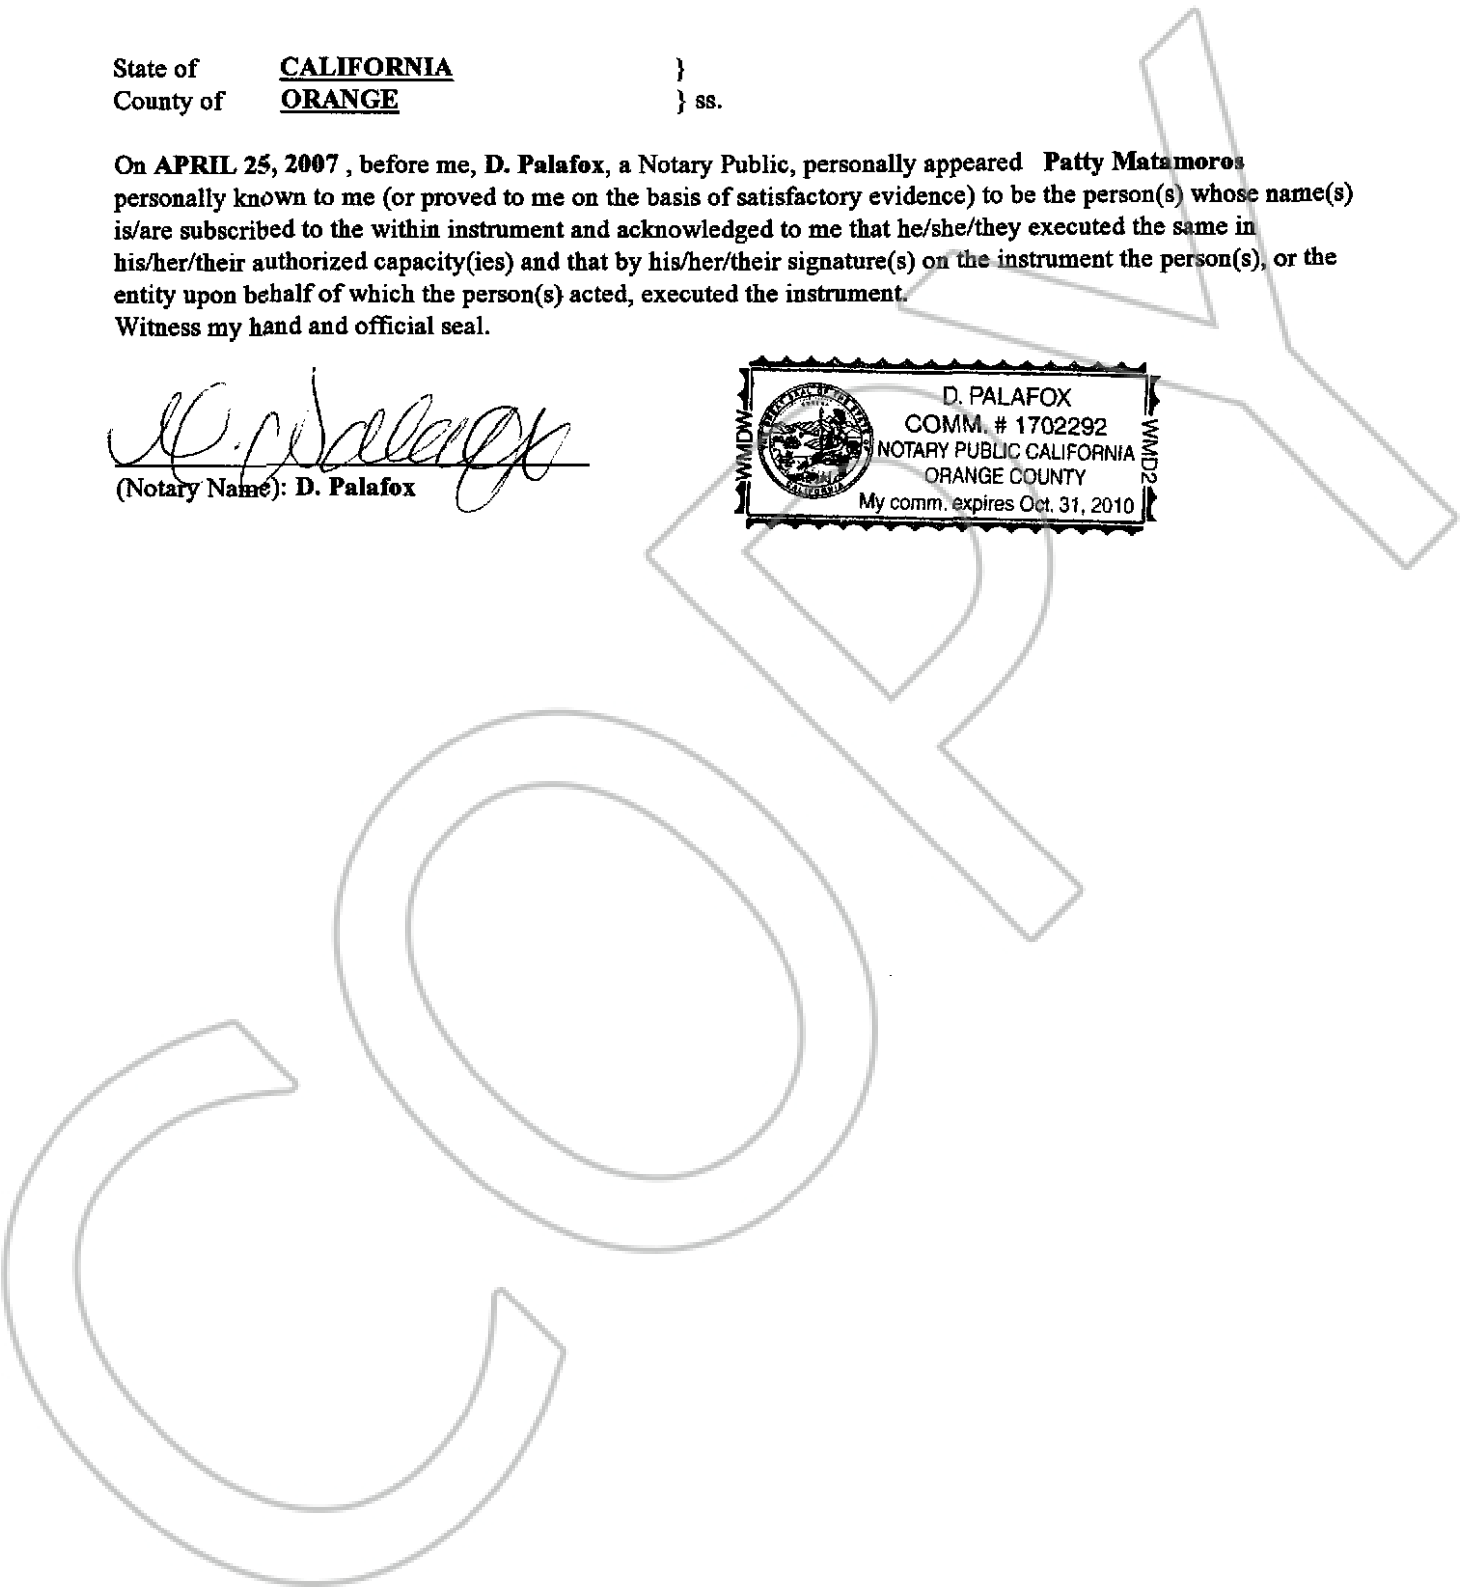 State of CALIFORNIA }
County of ORANGE } ss.
On APRIL 25, 2007 , before me, D. Palafox, a Notary Public, personally appeared Patty Matamoros
personally known to me (or proved to me on the basis of satisfactory evidence) to be the person(s) whose name(s)
is/are subscribed to the within instrument and acknowledged to me that he/she/they executed the same in
his/her/their authorized capacity(ies) and that by his/her/their signature(s) on the instrument the person(s), or the
entity upon behalf of which the person(s) acted, executed the instrument.
Witness my hand and official seal.
D. Palafox
(Notary Name): D. Palafox
WMDW
D. PALAFOX
COMM. # 1702292
NOTARY PUBLIC CALIFORNIA
ORANGE COUNTY
My comm. expires Oct. 31, 2010
WMD2
COPY